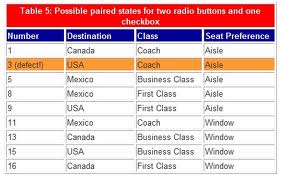 Table 5: Possible paired states for two radio buttons and one
checkbox
Number Destination Class Seat Preference
1 Canada Coach Aisle
3 (defect!) USA Coach Aisle
5 Mexico Business Class Aisle
8 Mexico First Class Aisle
9 USA First Class Aisle
11 Mexico Coach Window
13 Canada Business Class Window
15 USA Business Class Window
16 Canada First Class Window